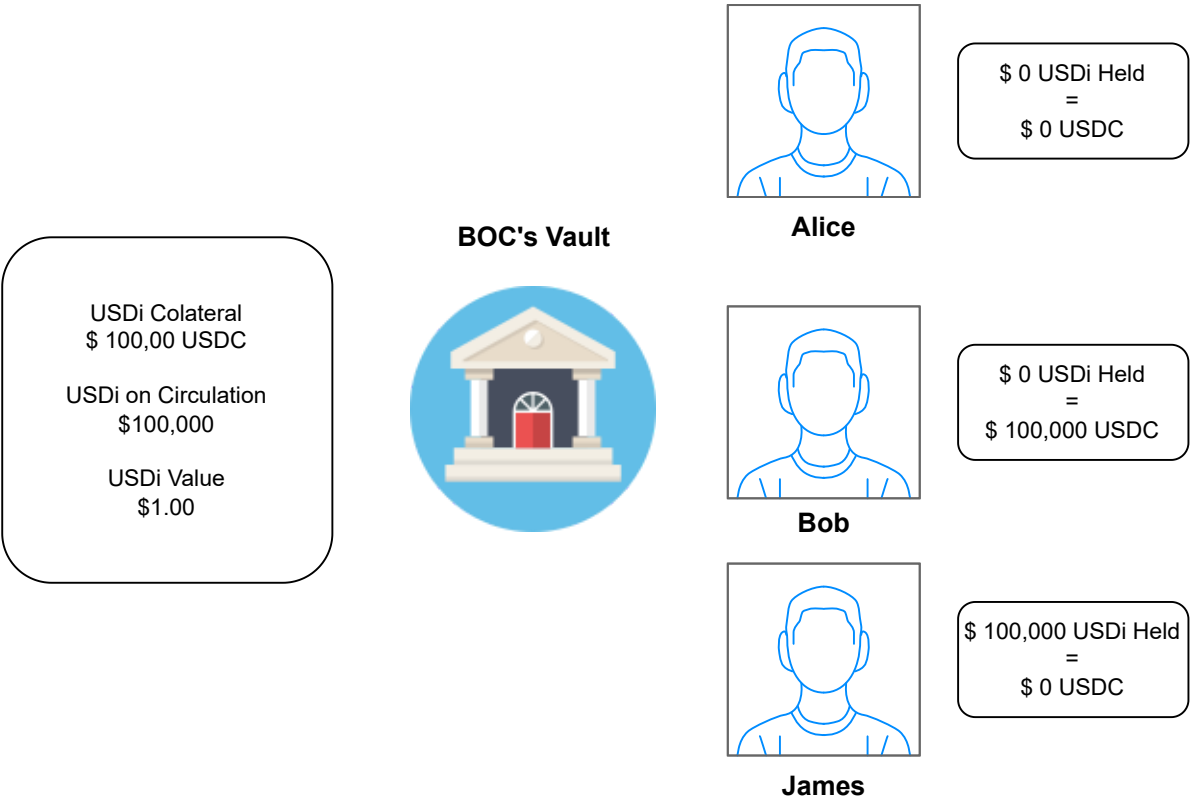 USDi Colateral
$ 100,00 USDC
USDi on Circulation
$100,000
USDi Value
$1.00
BOC's Vault
Alice
$ 0 USDi Held
=
$ 0 USDC
Bob
$ 0 USDi Held
=
$ 100,000 USDC
James
$ 100,000 USDi Held
=
$ 0 USDC